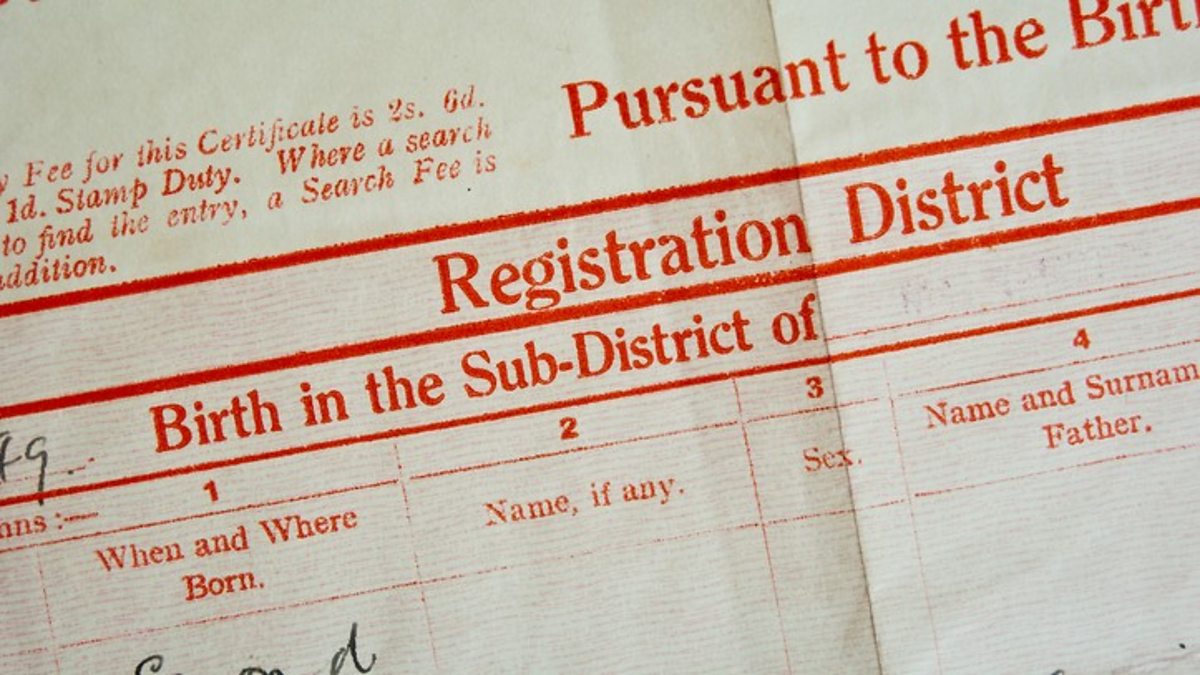 Pursuant to the
Fee for this Certificate is 2s. 6d.
1d. Stamp Duty. Where a search
to find the entry, a Search Fee is
addition.
Registration District
Birth in the Sub-District of
1
2
3
4
When and Where
Born.
Name, if any.
Sex.
Name and
Father.